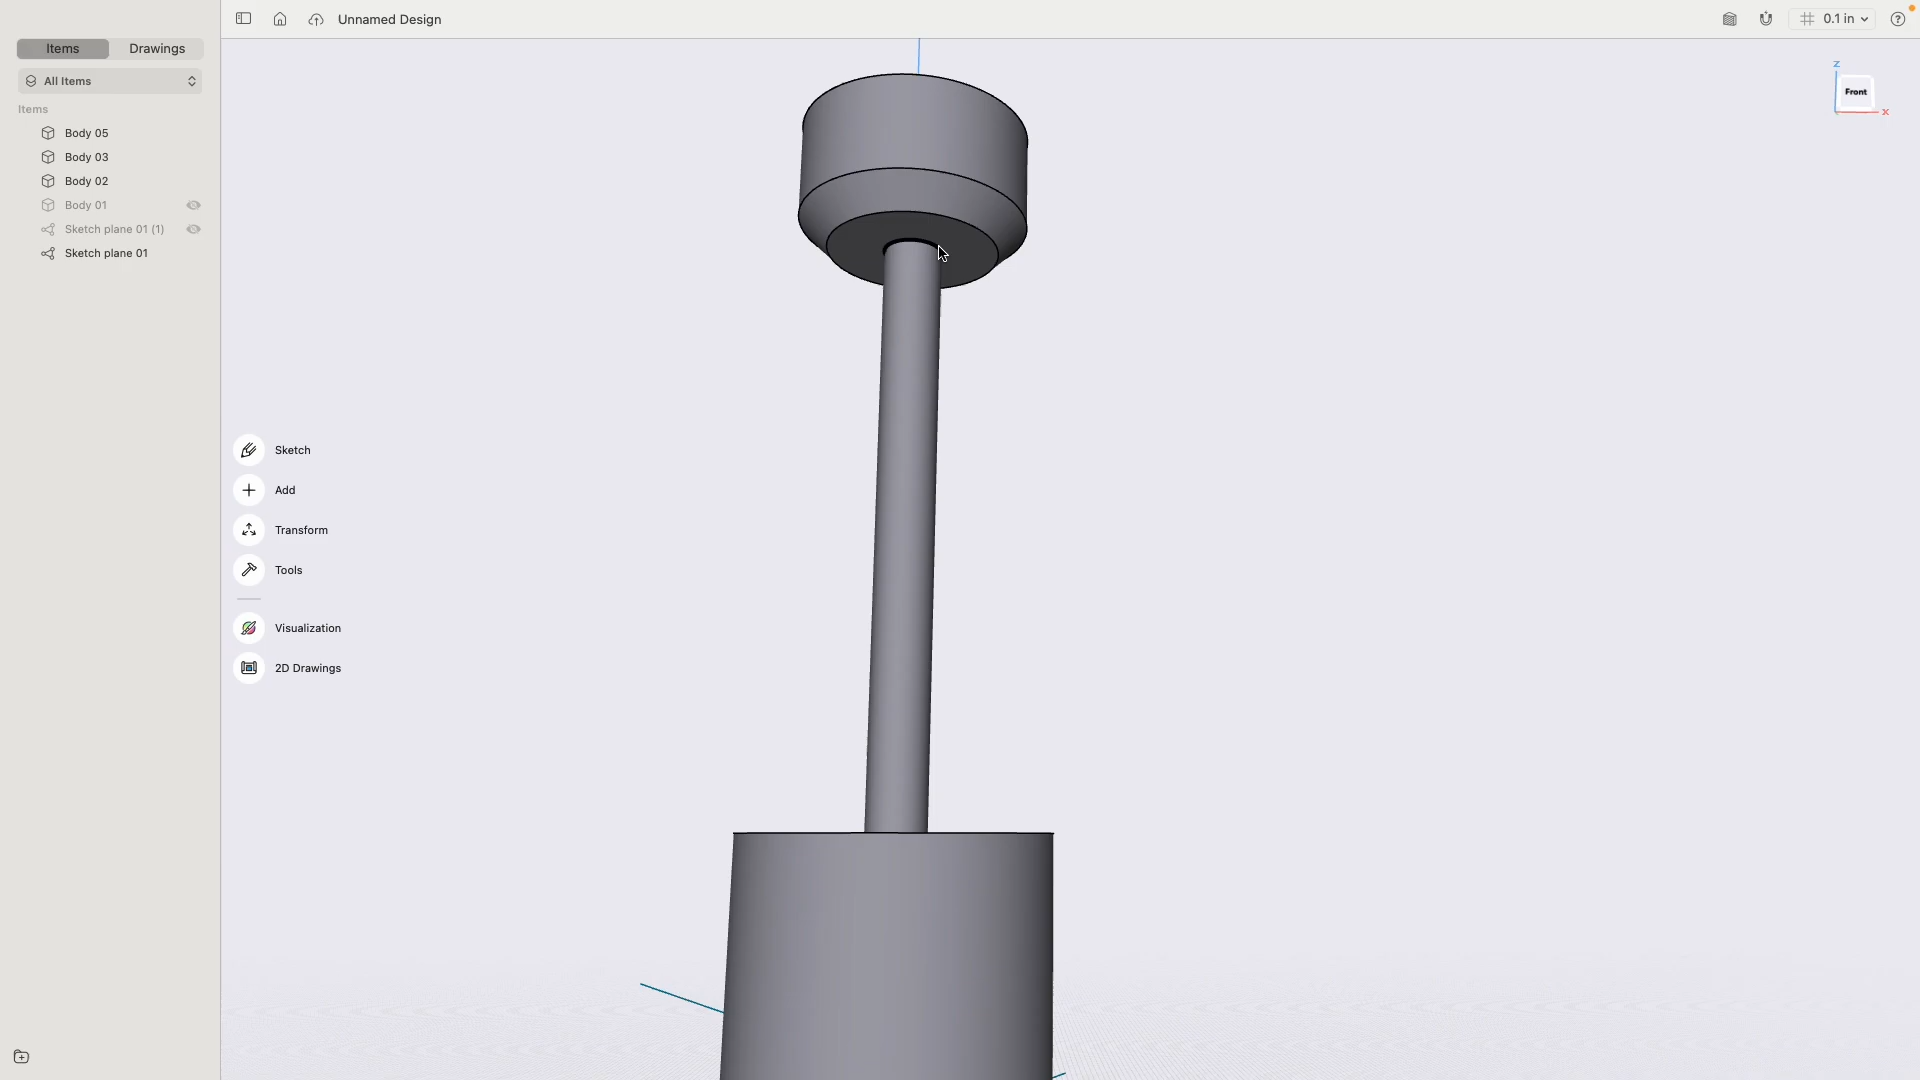 Unnamed Design
0.1 in
Items
Drawings
All Items
Items
Body 05
Body 03
Body 02
Body 01
Sketch plane 01 (1)
Sketch plane 01
Z
Front
X
Sketch
Add
Transform
Tools
Visualization
2D Drawings